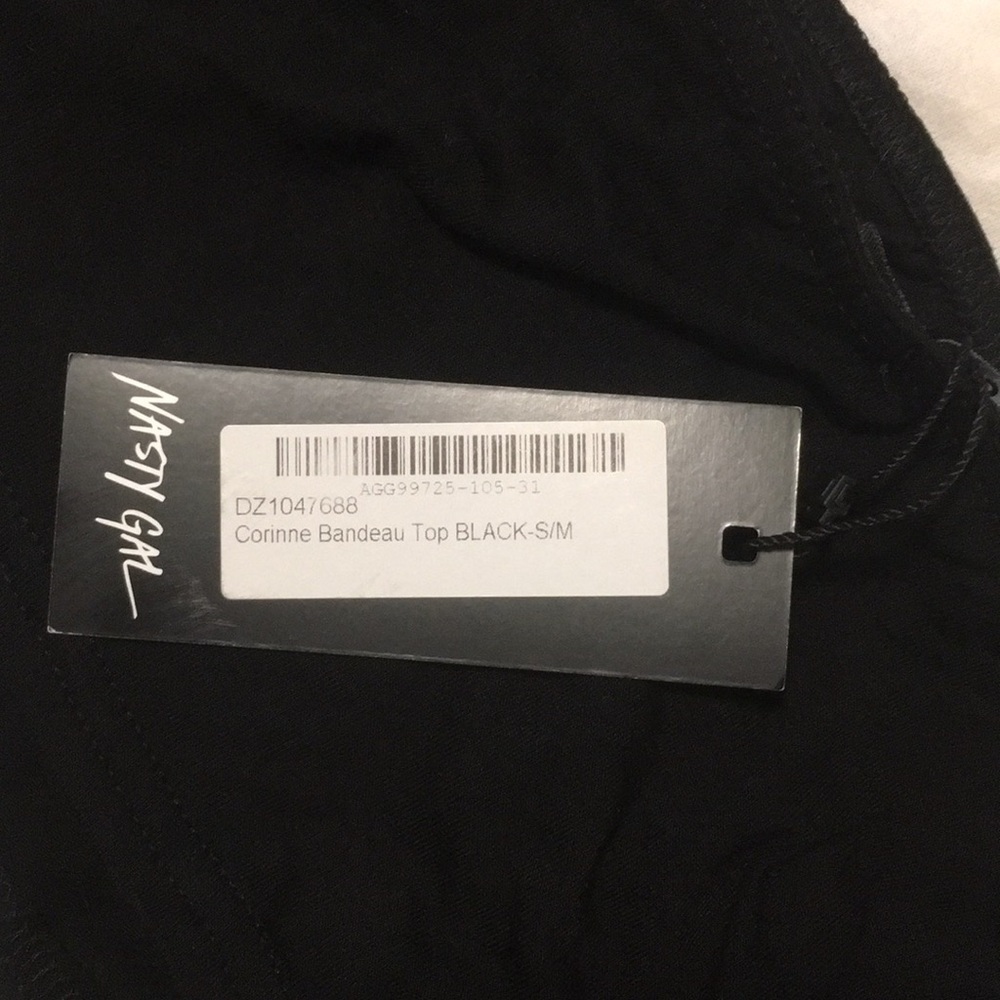 NASTY GAL
AGG99725-105-31
DZ1047688
Corinne Bandeau Top BLACK-S/M